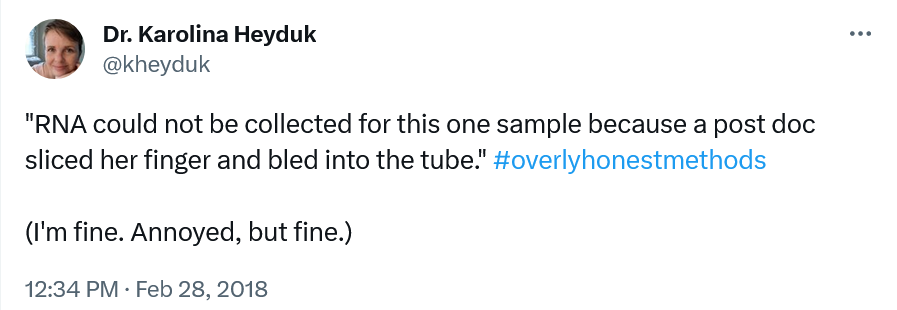 Dr. Karolina Heyduk
@kheyduk
"RNA could not be collected for this one sample because a post doc
sliced her finger and bled into the tube." #overlyhonestmethods
(I'm fine. Annoyed, but fine.)
12:34 PM · Feb 28, 2018